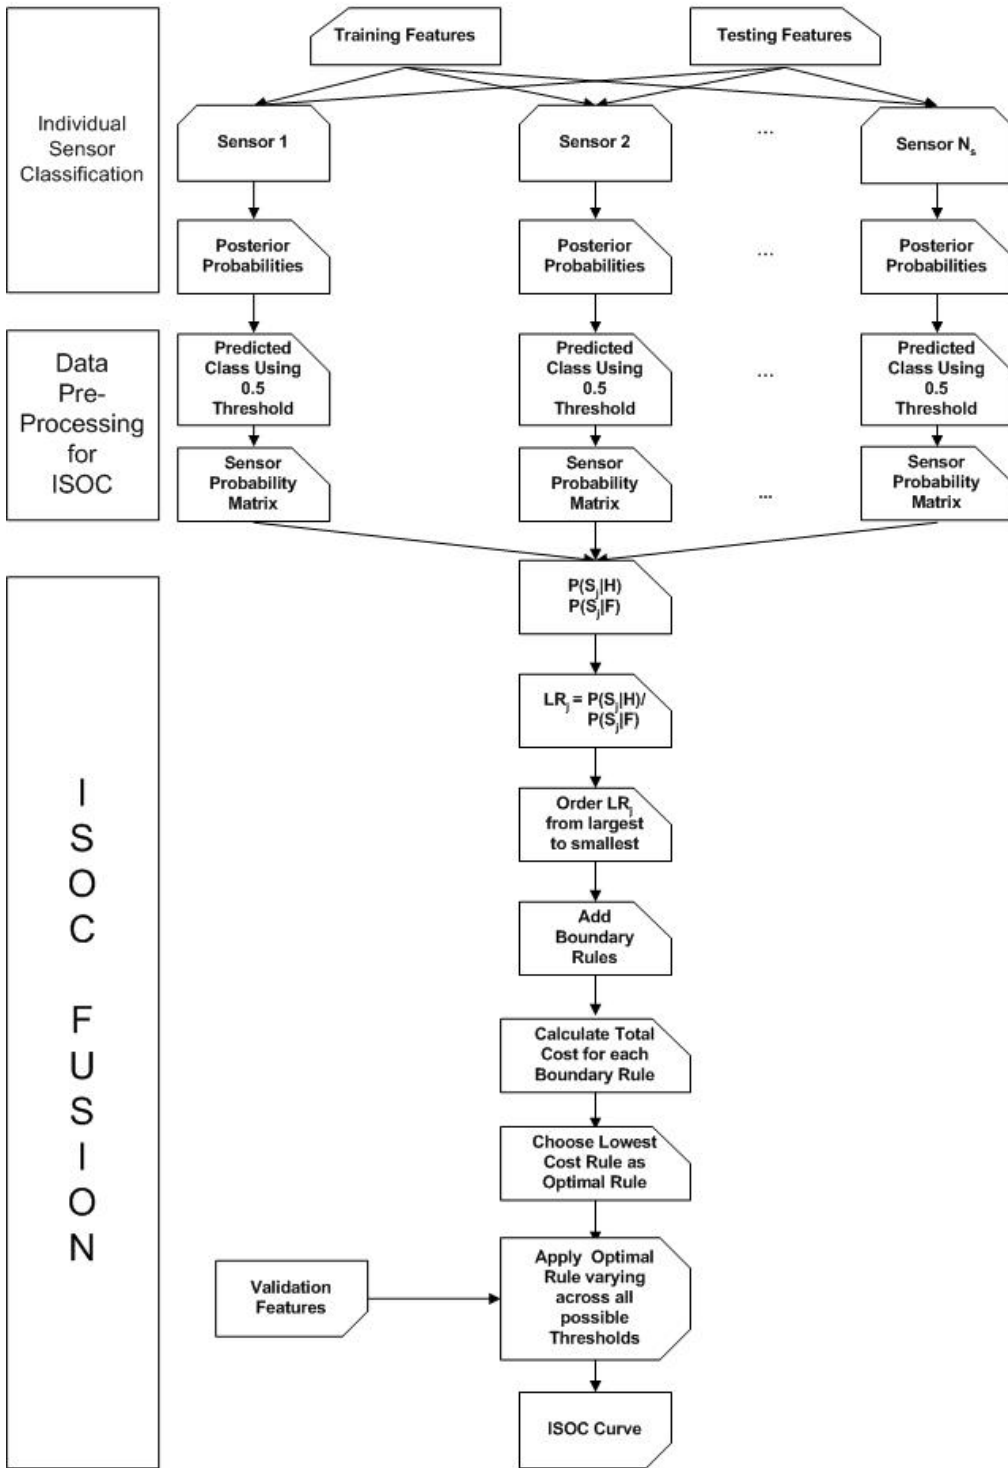 Training Features
Testing Features
Individual
Sensor
Classification
Sensor 1
Sensor 2
...
Sensor Ns
Posterior
Probabilities
Posterior
Probabilities
...
Posterior
Probabilities
Data
Pre-
Processing
for
ISOC
Predicted
Class Using
0.5
Threshold
Predicted
Class Using
0.5
Threshold
...
Predicted
Class Using
0.5
Threshold
Sensor
Probability
Matrix
Sensor
Probability
Matrix
...
Sensor
Probability
Matrix
I
S
O
C
F
U
S
I
O
N
P(Sj|H)
P(Sj|F)
LRj = P(Sj|H)/
P(Sj|F)
Order LRj
from largest
to smallest
Add
Boundary
Rules
Calculate Total
Cost for each
Boundary Rule
Choose Lowest
Cost Rule as
Optimal Rule
Validation
Features
Apply Optimal
Rule varying
across all
possible
Thresholds
ISOC Curve